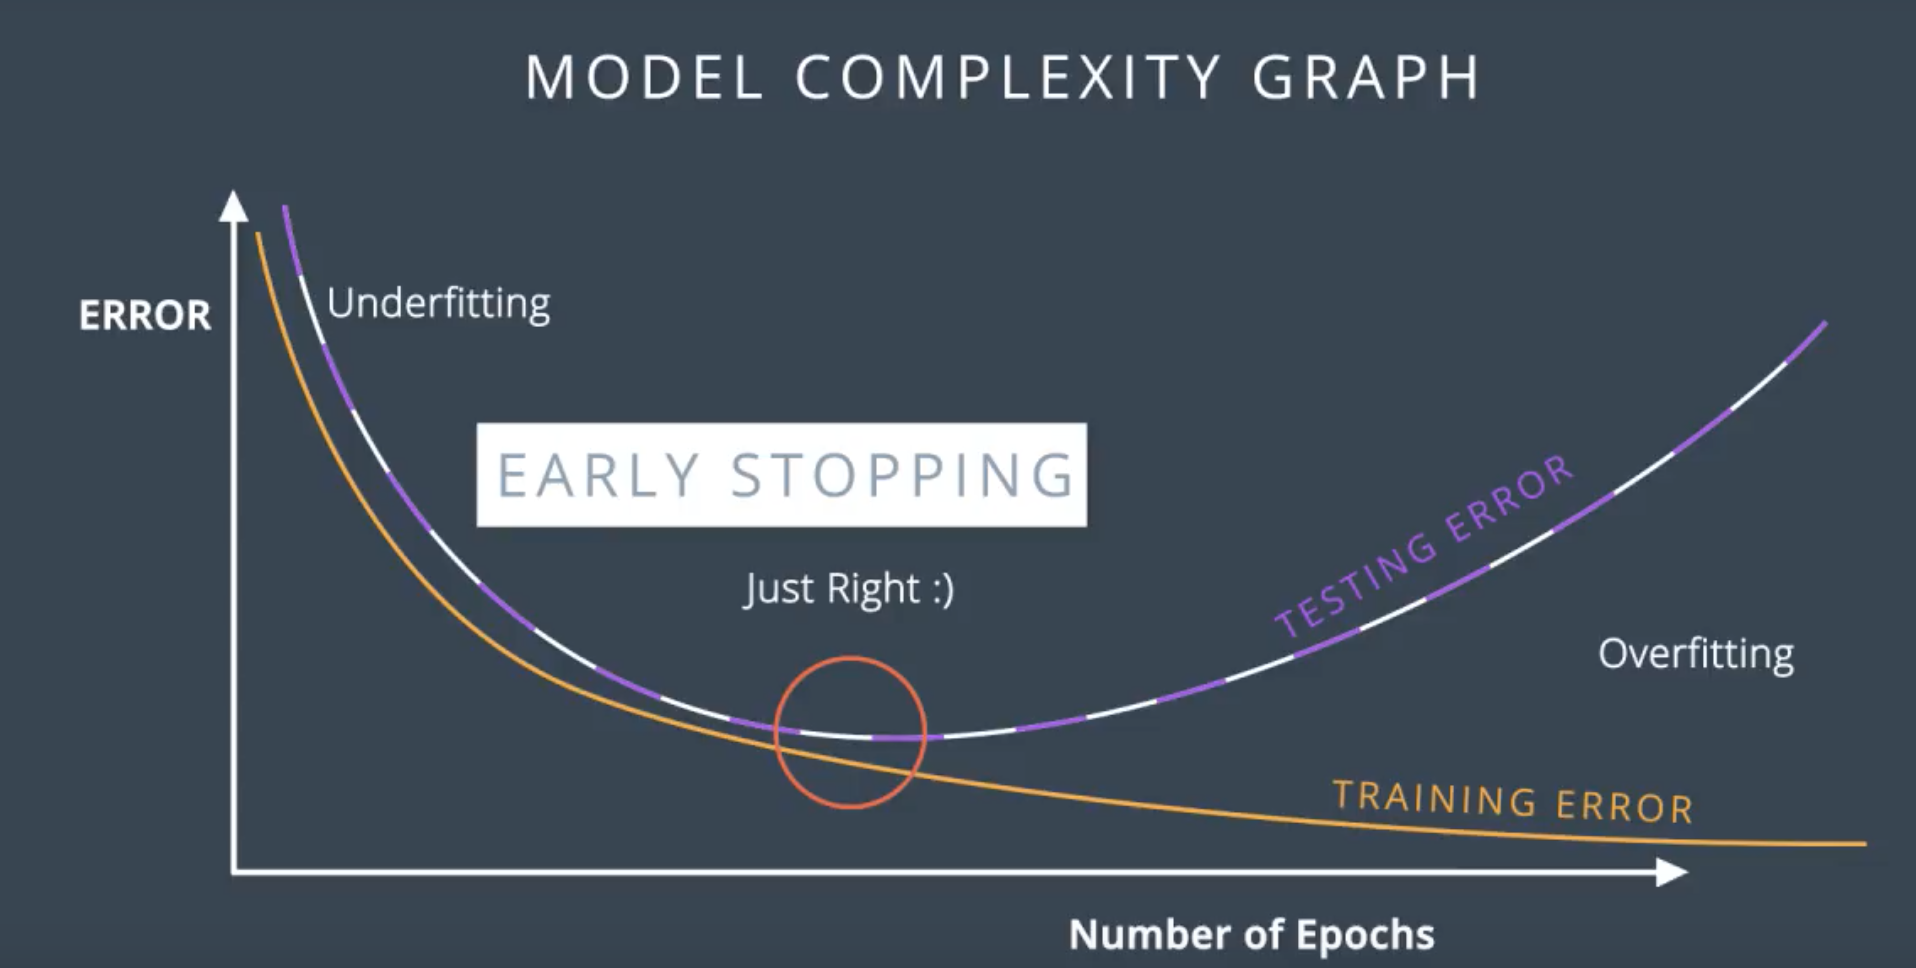 MODEL COMPLEXITY GRAPH
ERROR
Underfitting
EARLY STOPPING
Just Right :)
TESTING ERROR
Overfitting
TRAINING ERROR
Number of Epochs